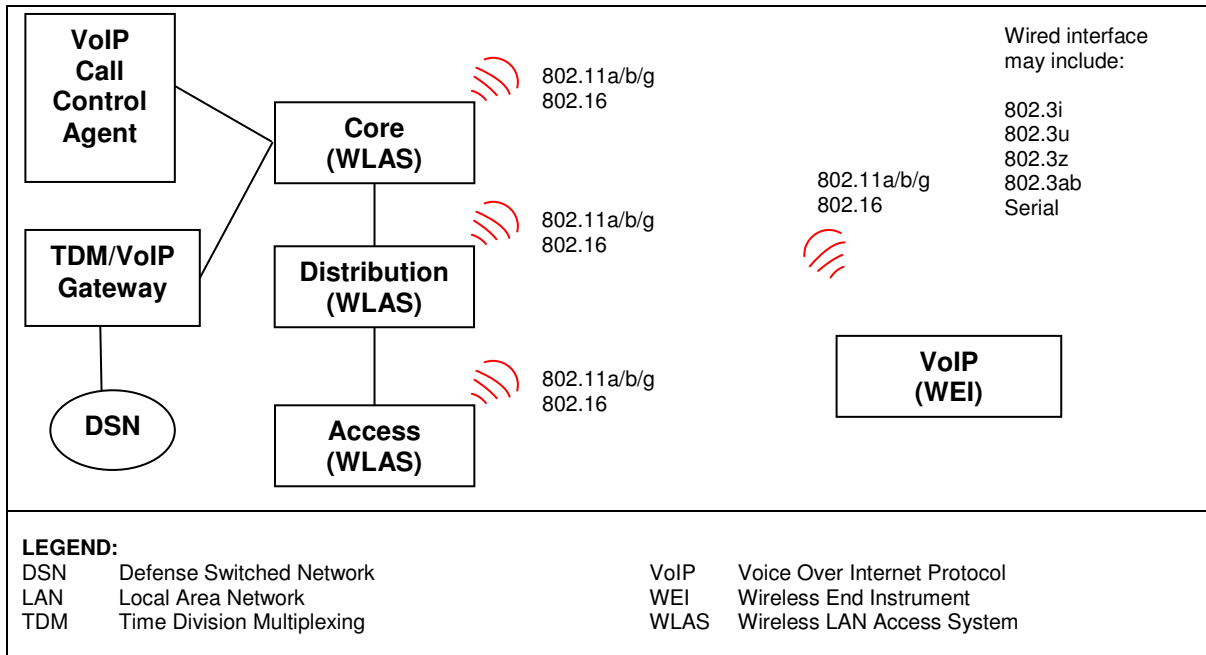 VoIP
Call
Control
Agent
TDM/VoIP
Gateway
DSN
Core
(WLAS)
802.11a/b/g
802.16
Distribution
(WLAS)
802.11a/b/g
802.16
Access
(WLAS)
802.11a/b/g
802.16
802.11a/b/g
802.16
VoIP
(WEI)
Wired interface
may include:
802.3i
802.3u
802.3z
802.3ab
Serial
LEGEND:
DSN Defense Switched Network
LAN Local Area Network
TDM Time Division Multiplexing
VoIP Voice Over Internet Protocol
WEI Wireless End Instrument
WLAS Wireless LAN Access System